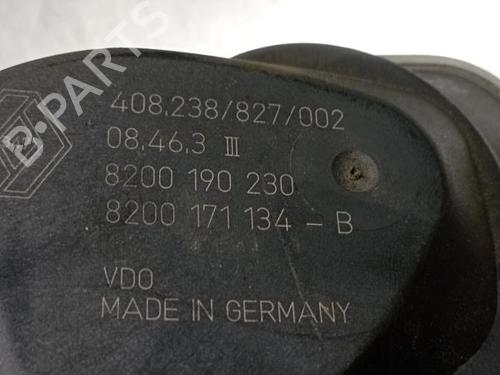 408.238/827/002
08.46.3 III
8200 190 230
8200 171 134 - B
VDO
MADE IN GERMANY
B-PARTS